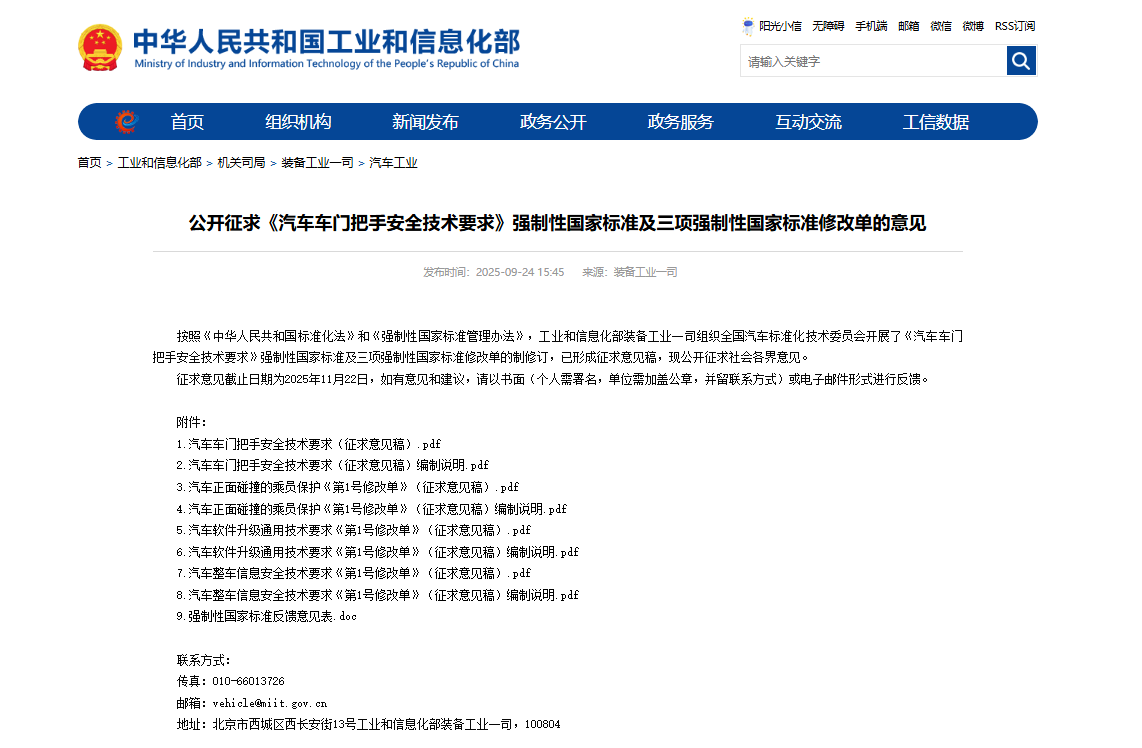 中华人民共和国工业和信息化部
Ministry of Industry and Information Technology of the People's Republic of China
阳光小信 无障碍 手机端 邮箱 微信 微博 RSS订阅
请输入关键字
首页 组织机构 新闻发布 政务公开 政务服务 互动交流 工信数据
首页 > 工业和信息化部 > 机关司局 > 装备工业一司 > 汽车工业
公开征求《汽车车门把手安全技术要求》强制性国家标准及三项强制性国家标准修改单的意见
发布时间：2025-09-24 15:45 来源：装备工业一司
按照《中华人民共和国标准化法》和《强制性国家标准管理办法》，工业和信息化部装备工业一司组织全国汽车标准化技术委员会开展了《汽车车门
把手安全技术要求》强制性国家标准及三项强制性国家标准修改单的制修订，已形成征求意见稿，现公开征求社会各界意见。
征求意见截止日期为2025年11月22日，如有意见和建议，请以书面（个人需署名，单位需加盖公章，并留联系方式）或电子邮件形式进行反馈。
附件：
1.汽车车门把手安全技术要求（征求意见稿）.pdf
2.汽车车门把手安全技术要求（征求意见稿）编制说明.pdf
3.汽车正面碰撞的乘员保护《第1号修改单》（征求意见稿）.pdf
4.汽车正面碰撞的乘员保护《第1号修改单》（征求意见稿）编制说明.pdf
5.汽车软件升级通用技术要求《第1号修改单》（征求意见稿）.pdf
6.汽车软件升级通用技术要求《第1号修改单》（征求意见稿）编制说明.pdf
7.汽车整车信息安全技术要求《第1号修改单》（征求意见稿）.pdf
8.汽车整车信息安全技术要求《第1号修改单》（征求意见稿）编制说明.pdf
9.强制性国家标准反馈意见表.doc
联系方式：
传真：010-66013726
邮箱：vehicle@miit.gov.cn
地址：北京市西城区西长安街13号工业和信息化部装备工业一司，100804